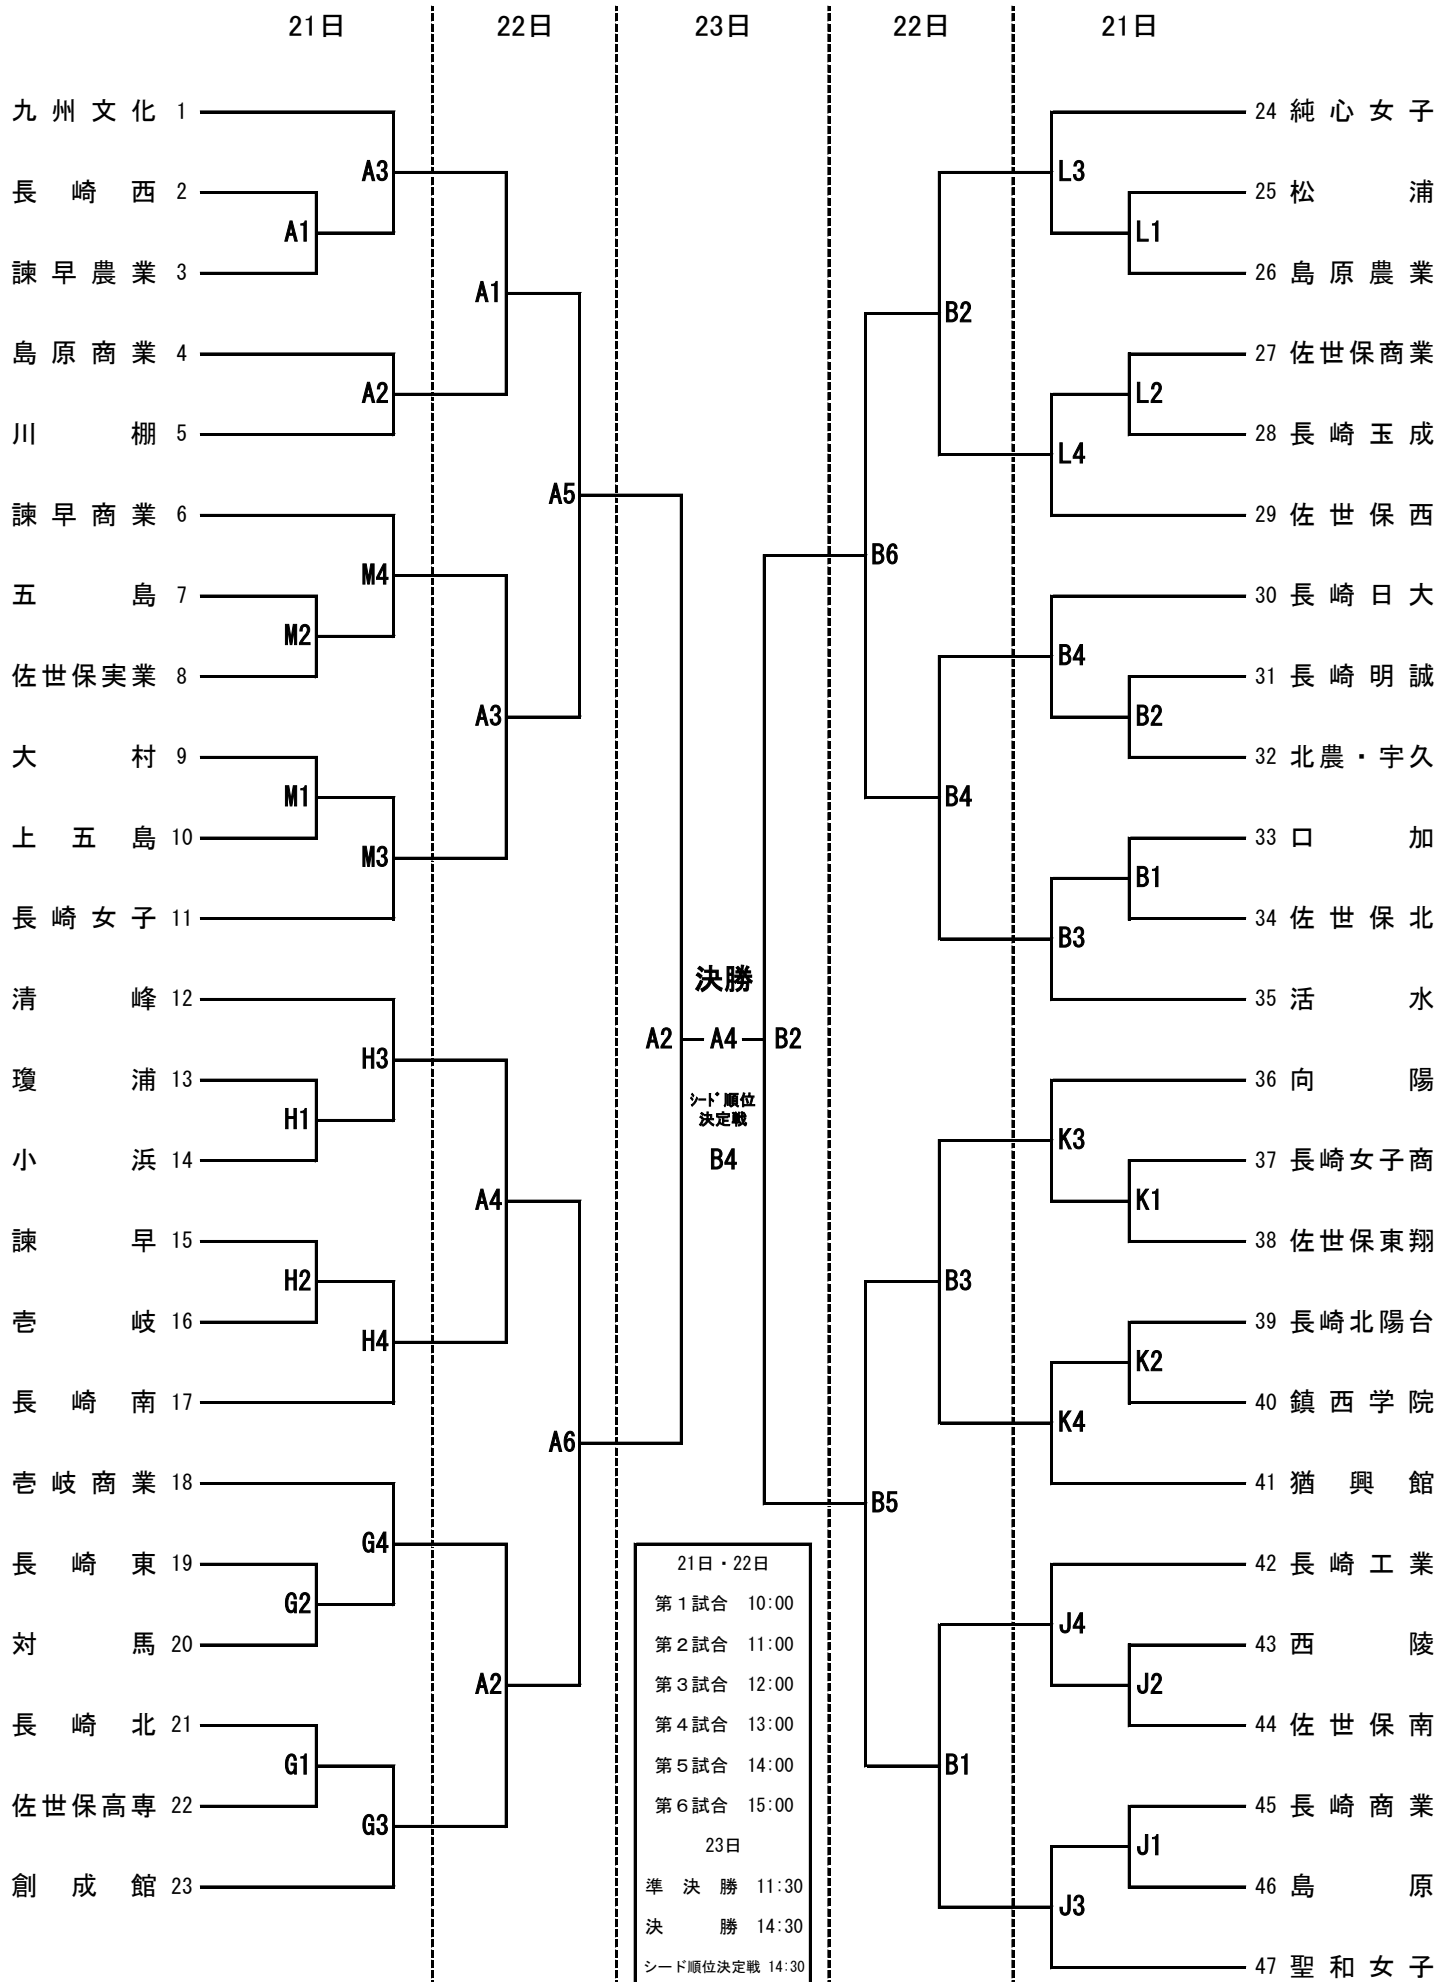 21日 22日 23日 22日 21日
九州文化 1
A3
長崎西 2
A1
諫早農業 3
A1
島原商業 4
A2
川棚 5
A5
諫早商業 6
M4
五島 7
M2
佐世保実業 8
A3
大村 9
M1
上五島 10
M3
長崎女子 11
清峰 12
H3
瓊浦 13
H1
小浜 14
A4
諫早 15
H2
壱岐 16
H4
長崎南 17
A6
壱岐商業 18
G4
長崎東 19
G2
対馬 20
A2
長崎北 21
G1
佐世保高専 22
G3
創成館 23
決勝
A2 A4 B2
シード順位
決定戦
B4
21日・22日
第1試合 10:00
第2試合 11:00
第3試合 12:00
第4試合 13:00
第5試合 14:00
第6試合 15:00
23日
準決勝 11:30
決勝 14:30
シード順位決定戦 14:30
24 純心女子
L3
25 松浦
L1
26 島原農業
B2
27 佐世保商業
L2
28 長崎玉成
L4
29 佐世保西
B6
30 長崎日大
B4
31 長崎明誠
B2
32 北農・宇久
B4
33 口加
B1
34 佐世保北
B3
35 活水
36 向陽
K3
37 長崎女子商
K1
38 佐世保東翔
B3
39 長崎北陽台
K2
40 鎮西学院
K4
41 猶興館
B5
42 長崎工業
J4
43 西陵
J2
44 佐世保南
B1
45 長崎商業
J1
46 島原
J3
47 聖和女子